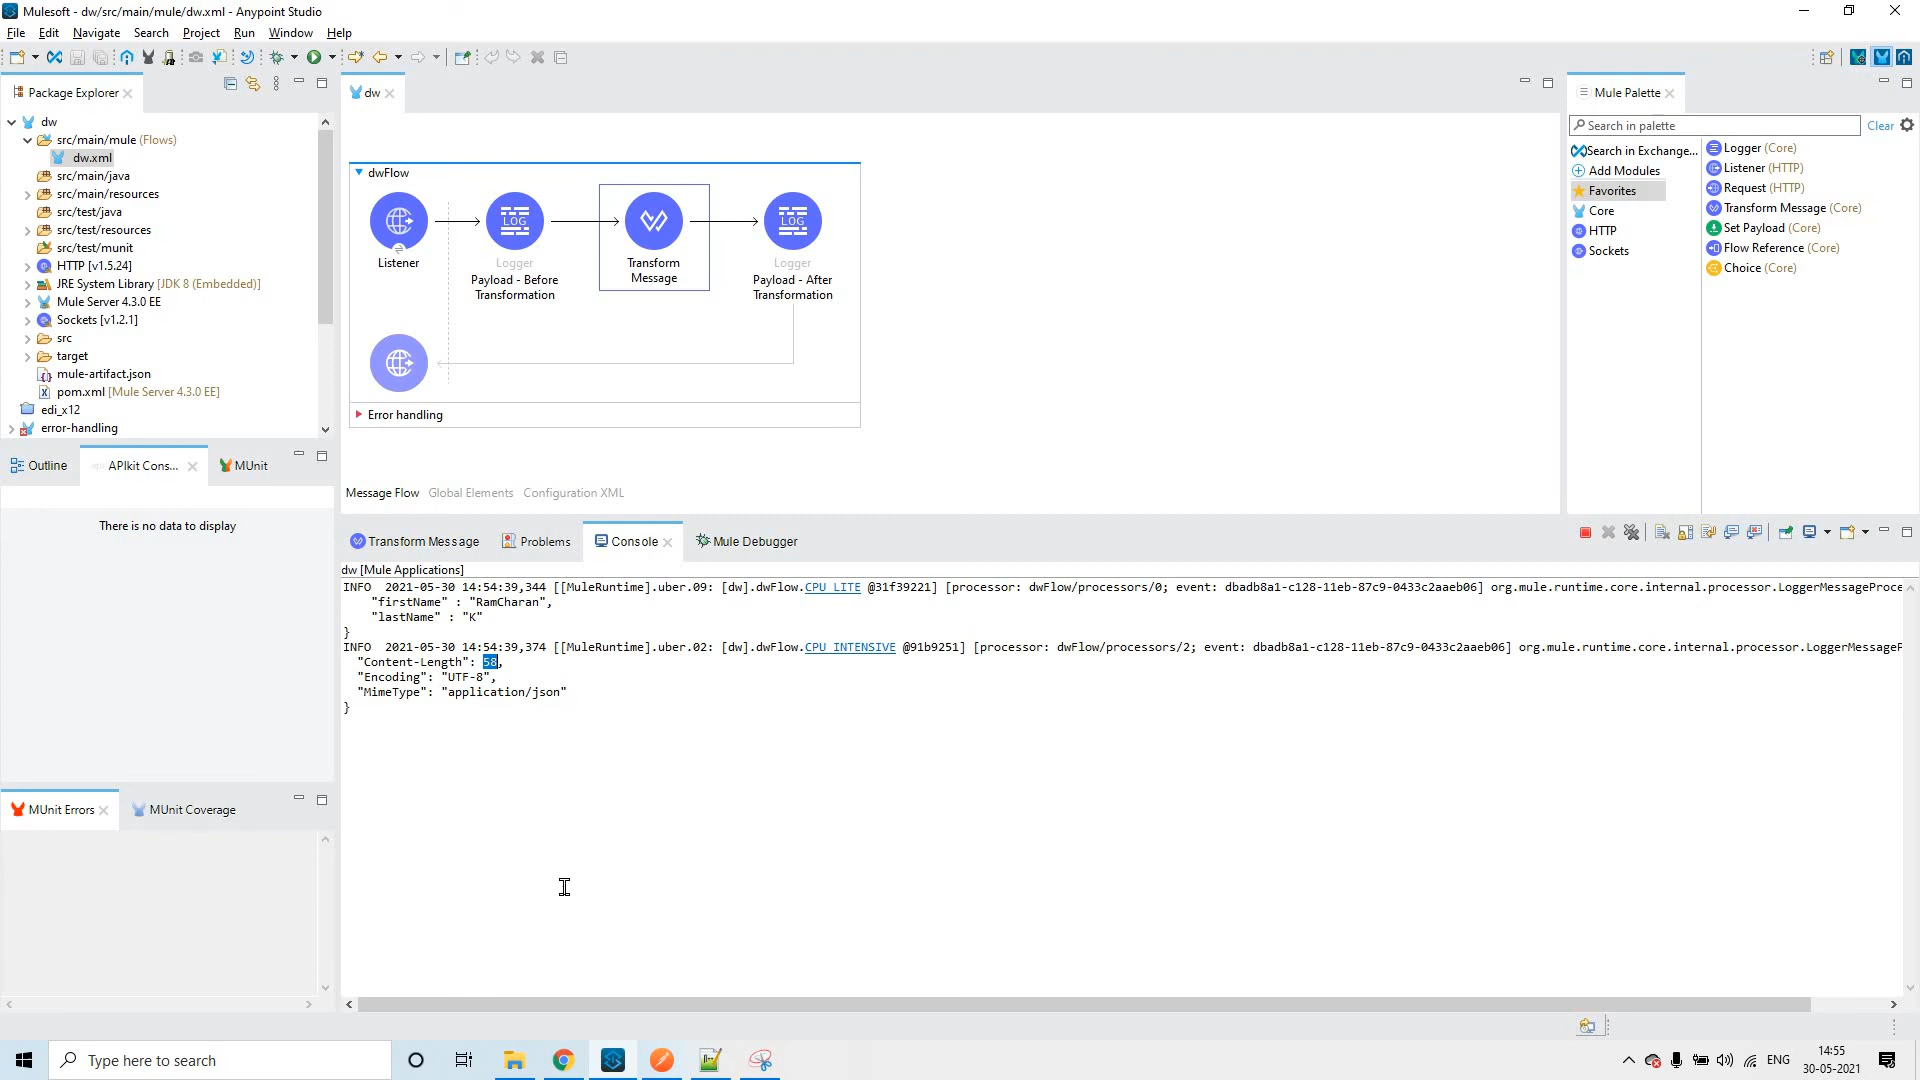 Mulesoft - dw/src/main/mule/dw.xml - Anypoint Studio
File Edit Navigate Search Project Run Window Help
Package Explorer
dw
src/main/mule (Flows)
dw.xml
src/main/java
src/main/resources
src/test/java
src/test/resources
src/test/munit
HTTP [v1.5.24]
JRE System Library [JDK 8 (Embedded)]
Mule Server 4.3.0 EE
Sockets [v1.2.1]
src
target
mule-artifact.json
pom.xml [Mule Server 4.3.0 EE]
edi_x12
error-handling
Outline APIkit Cons... MUnit
There is no data to display
MUnit Errors MUnit Coverage
dw
dwFlow
Listener
LOG
Logger
Payload - Before
Transformation
Transform
Message
LOG
Logger
Payload - After
Transformation
Error handling
Message Flow Global Elements Configuration XML
Mule Palette
Search in palette Clear
Search in Exchange...
Add Modules
Favorites
Core
HTTP
Sockets
Logger (Core)
Listener (HTTP)
Request (HTTP)
Transform Message (Core)
Set Payload (Core)
Flow Reference (Core)
Choice (Core)
Transform Message Problems Console Mule Debugger
dw [Mule Applications]
INFO 2021-05-30 14:54:39,344 [[MuleRuntime].uber.09: [dw].dwFlow.CPU_LITE @31f39221] [processor: dwFlow/processors/0; event: dbadb8a1-c128-11eb-87c9-0433c2aaeb06] org.mule.runtime.core.internal.processor.LoggerMessageProce
"firstName" : "RamCharan",
"lastName" : "K"
}
INFO 2021-05-30 14:54:39,374 [[MuleRuntime].uber.02: [dw].dwFlow.CPU_INTENSIVE @91b9251] [processor: dwFlow/processors/2; event: dbadb8a1-c128-11eb-87c9-0433c2aaeb06] org.mule.runtime.core.internal.processor.LoggerMessageP
"Content-Length": 58,
"Encoding": "UTF-8",
"MimeType": "application/json"
}
Type here to search
ENG
14:55
30-05-2021